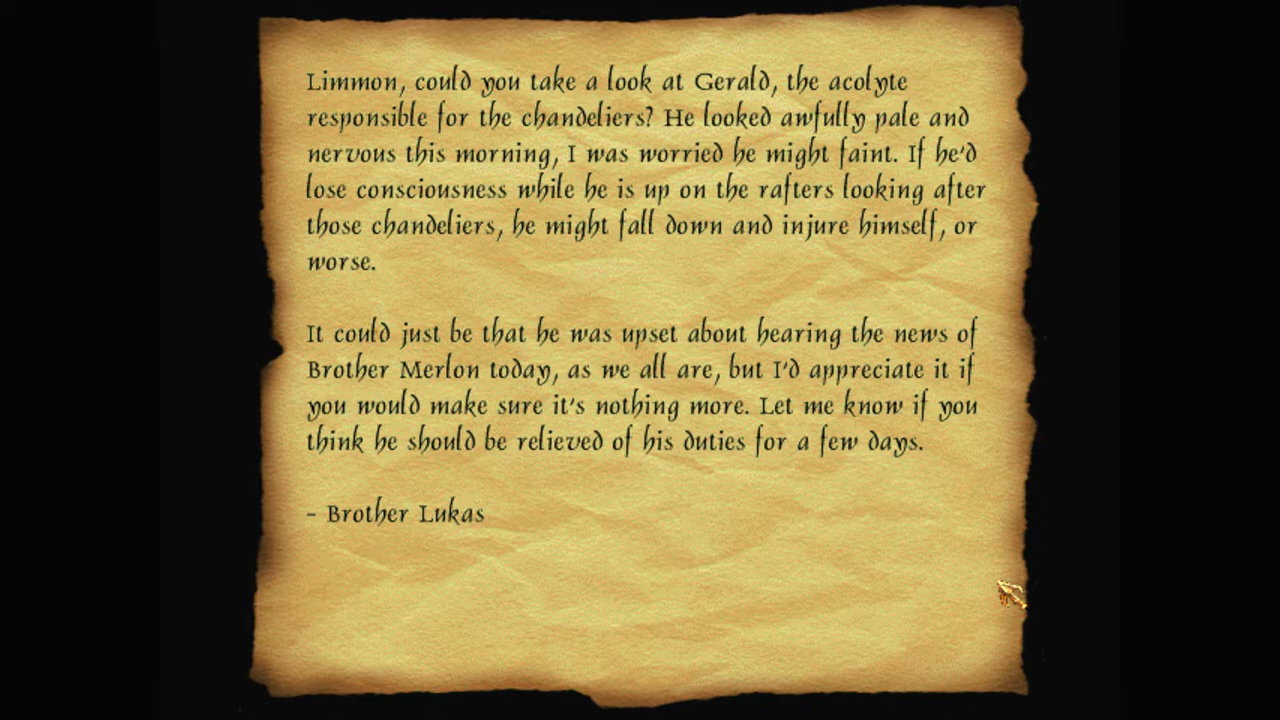 Limmon, could you take a look at Gerald, the acolyte
responsible for the chandeliers? He looked awfully pale and
nervous this morning, I was worried he might faint. If he'd
lose consciousness while he is up on the rafters looking after
those chandeliers, he might fall down and injure himself, or
worse.
It could just be that he was upset about hearing the news of
Brother Merlon today, as we all are, but I'd appreciate it if
you would make sure it's nothing more. Let me know if you
think he should be relieved of his duties for a few days.
- Brother Lukas